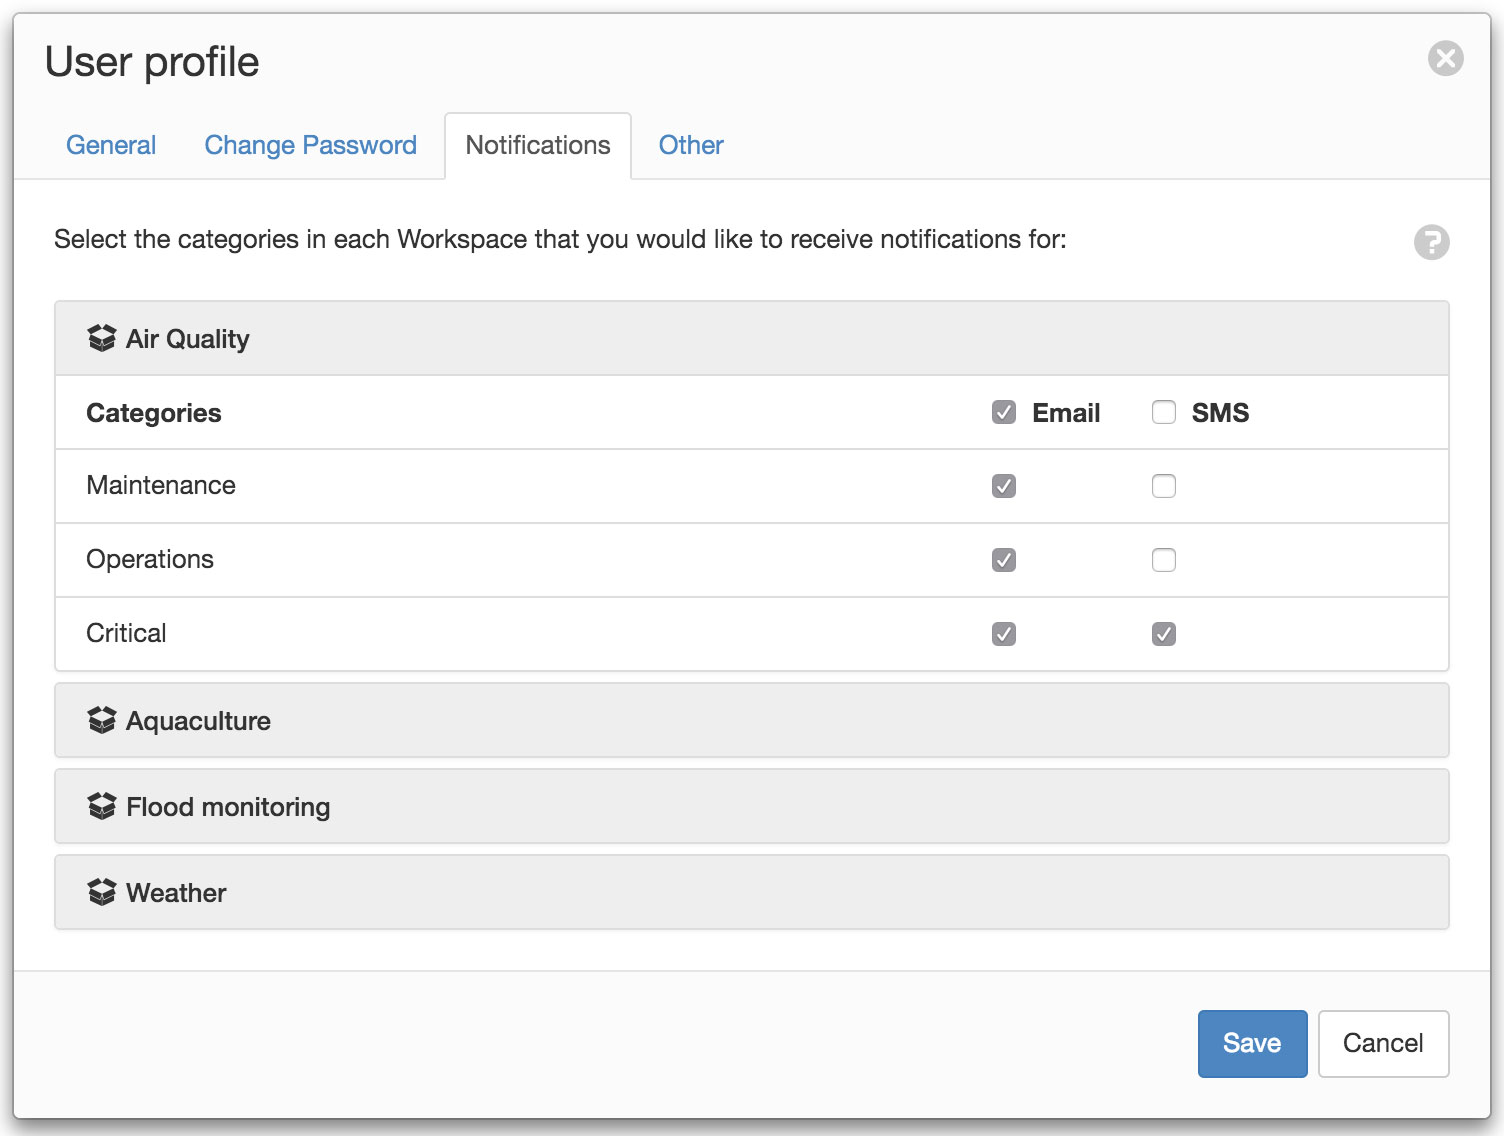 User profile
General Change Password Notifications Other
Select the categories in each Workspace that you would like to receive notifications for:
?
Air Quality
Categories Email SMS
Maintenance
Operations
Critical
Aquaculture
Flood monitoring
Weather
Save Cancel